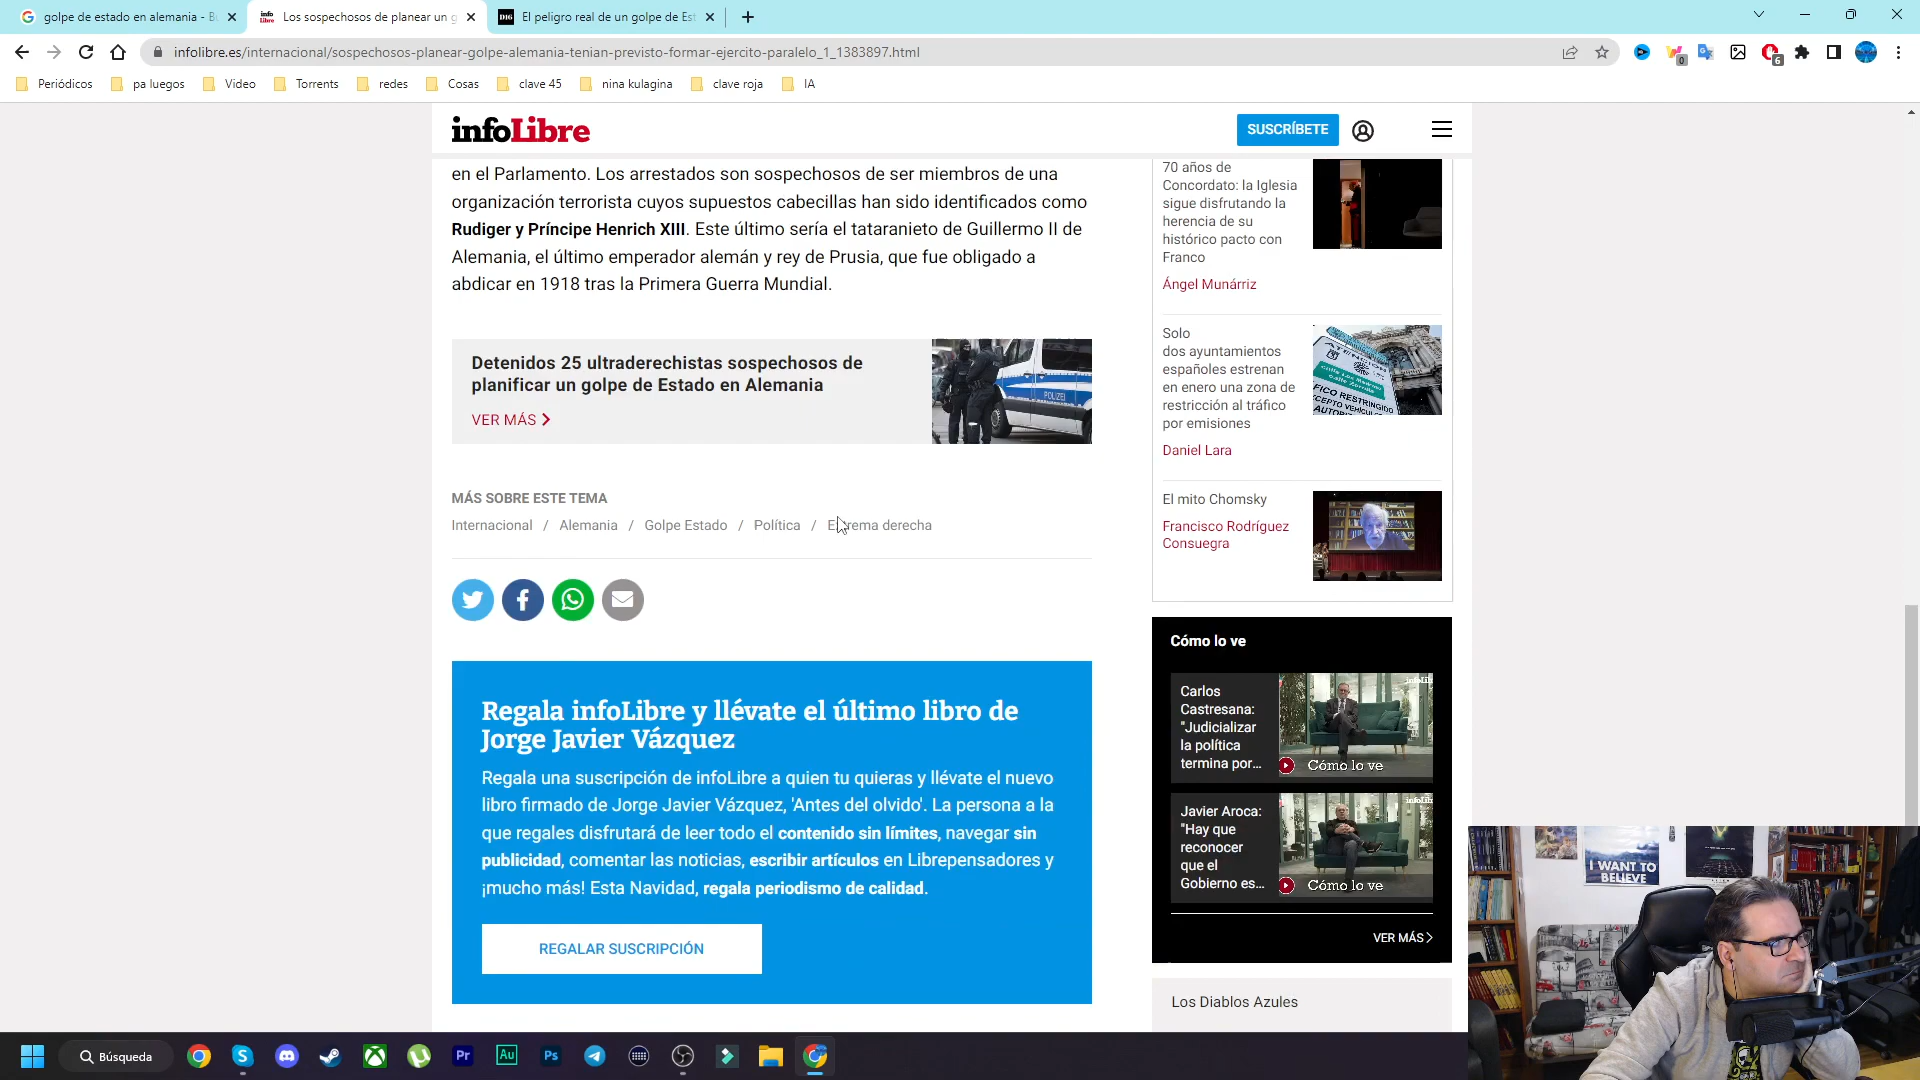 golpe de estado en alemania - B
Los sospechosos de planear un g
El peligro real de un golpe de Est
infolibre.es/internacional/sospechosos-planear-golpe-alemania-tenian-previsto-formar-ejercito-paralelo_1_1383897.html
Periódicos
pa luegos
Video
Torrents
redes
Cosas
clave 45
nina kulagina
clave roja
IA
infoLibre
SUSCRÍBETE
en el Parlamento. Los arrestados son sospechosos de ser miembros de una
organización terrorista cuyos supuestos cabecillas han sido identificados como
Rudiger y Príncipe Henrich XIII. Este último sería el tataranieto de Guillermo II de
Alemania, el último emperador alemán y rey de Prusia, que fue obligado a
abdicar en 1918 tras la Primera Guerra Mundial.
Detenidos 25 ultraderechistas sospechosos de
planificar un golpe de Estado en Alemania
VER MÁS
POLIZEI
MÁS SOBRE ESTE TEMA
Internacional / Alemania / Golpe Estado / Política / Extrema derecha
Regala infoLibre y llévate el último libro de
Jorge Javier Vázquez
Regala una suscripción de infoLibre a quien tu quieras y llévate el nuevo
libro firmado de Jorge Javier Vázquez, 'Antes del olvido'. La persona a la
que regales disfrutará de leer todo el contenido sin límites, navegar sin
publicidad, comentar las noticias, escribir artículos en Librepensadores y
¡mucho más! Esta Navidad, regala periodismo de calidad.
REGALAR SUSCRIPCIÓN
70 años de
Concordato: la Iglesia
sigue disfrutando la
herencia de su
histórico pacto con
Franco
Ángel Munárriz
Solo
dos ayuntamientos
españoles estrenan
en enero una zona de
restricción al tráfico
por emisiones
Daniel Lara
El mito Chomsky
Francisco Rodríguez
Consuegra
Cómo lo ve
Carlos
Castresana:
"Judicializar
la política
termina por...
Cómo lo ve
Javier Aroca:
"Hay que
reconocer
que el
Gobierno es...
Cómo lo ve
VER MÁS
Los Diablos Azules
I WANT TO
BELIEVE
Búsqueda